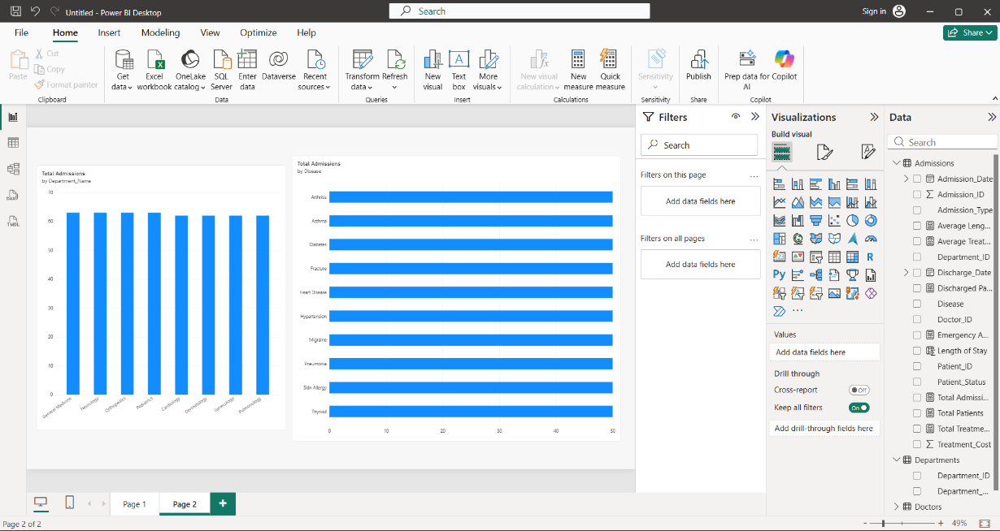 Untitled - Power BI Desktop
Search
Sign in
File Home Insert Modeling View Optimize Help
Share
Paste
Cut
Copy
Format painter
Clipboard
Get data
Excel workbook
OneLake catalog
SQL Server
Enter data
Dataverse
Recent sources
Data
Transform data
Refresh
Queries
New visual
Text box
More visuals
Insert
New visual calculation
New measure
Quick measure
Calculations
Sensitivity
Sensitivity
Publish
Share
Prep data for AI
Copilot
Copilot
Total Admissions
by Department_Name
70
60
50
40
30
20
10
0
General Medicine
Neurology
Orthopedics
Pediatrics
Cardiology
Dermatology
Gynecology
Pulmonology
Total Admissions
by Disease
Arthritis
Asthma
Diabetes
Fracture
Heart Disease
Hypertension
Migraine
Pneumonia
Skin Allergy
Thyroid
0 10 20 30 40 50
Filters
Search
Filters on this page ...
Add data fields here
Filters on all pages ...
Add data fields here
Visualizations
Build visual
123
R
Py
...
Values
Add data fields here
Drill through
Cross-report Off
Keep all filters On
Add drill-through fields here
Data
Search
Admissions
Admission_Date
Admission_ID
Admission_Type
Average Leng...
Average Treat...
Department_ID
Discharge_Date
Discharged Pa...
Disease
Doctor_ID
Emergency A...
Length of Stay
Patient_ID
Patient_Status
Total Admissi...
Total Patients
Total Treatme...
Treatment_Cost
Departments
Department_ID
Department_...
Doctors
DAX
TMDL
Page 1
Page 2
+
Page 2 of 2
- + 49%